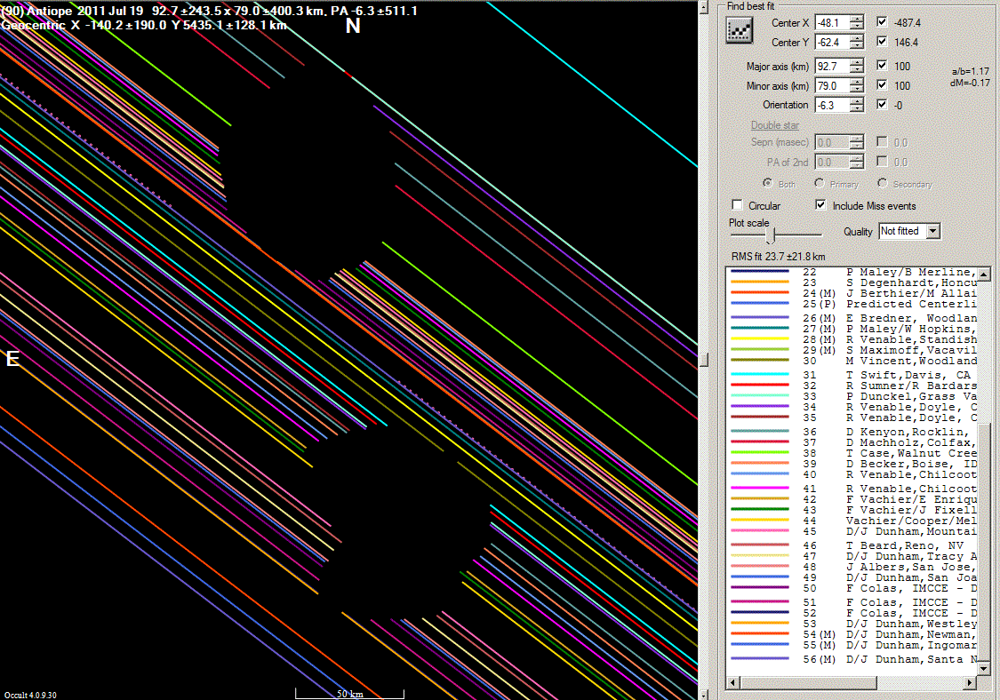 (90) Antiope 2011 Jul 19 92.7 ±243.5 x 79.0 ±400.3 km, PA -6.3 ±511.1
Geocentric X -140.2 ±190.0 Y 5435.1 ±128.1 km
N
E
50 km
Occult 4.0.9.30
Find best fit
Center X -48.1 -487.4
Center Y -62.4 146.4
Major axis (km) 92.7 100
Minor axis (km) 79.0 100
a/b=1.17
dM=-0.17
Orientation -6.3 -0
Double star
Sepn (masec) 0.0 0.0
PA of 2nd 0.0 0.0
Both Primary Secondary
Circular Include Miss events
Plot scale
Quality Not fitted
RMS fit 23.7 ±21.8 km
22 P Maley/B Merline,
23 S Degenhardt,Honcu
24(M) J Berthier/M Allai
25(P) Predicted Centerli
26(M) E Bredner, Woodlan
27(M) P Maley/W Hopkins,
28(M) R Venable,Standish
29(M) S Maximoff,Vacavil
30 M Vincent,Woodland
31 T Swift,Davis, CA
32 R Sumner/R Bardars
33 P Dunckel,Grass Va
34 R Venable,Doyle, C
35 R Venable,Doyle, C
36 D Kenyon,Rocklin,
37 D Machholz,Colfax,
38 T Case,Walnut Cree
39 D Becker,Boise, ID
40 R Venable,Chilcoot
41 R Venable,Chilcoot
42 F Vachier/E Enriqu
43 F Vachier/J Fixell
44 Vachier/Cooper/Mel
45 D/J Dunham,Mountai
46 T Beard,Reno, NV
47 D/J Dunham,Tracy A
48 J Albers,San Jose,
49 D/J Dunham,San Joa
50 F Colas, IMCCE - D
51 F Colas, IMCCE - D
52 F Colas, IMCCE - D
53 D/J Dunham,Westley
54(M) D/J Dunham,Newman,
55(M) D/J Dunham,Ingomar
56(M) D/J Dunham,Santa N